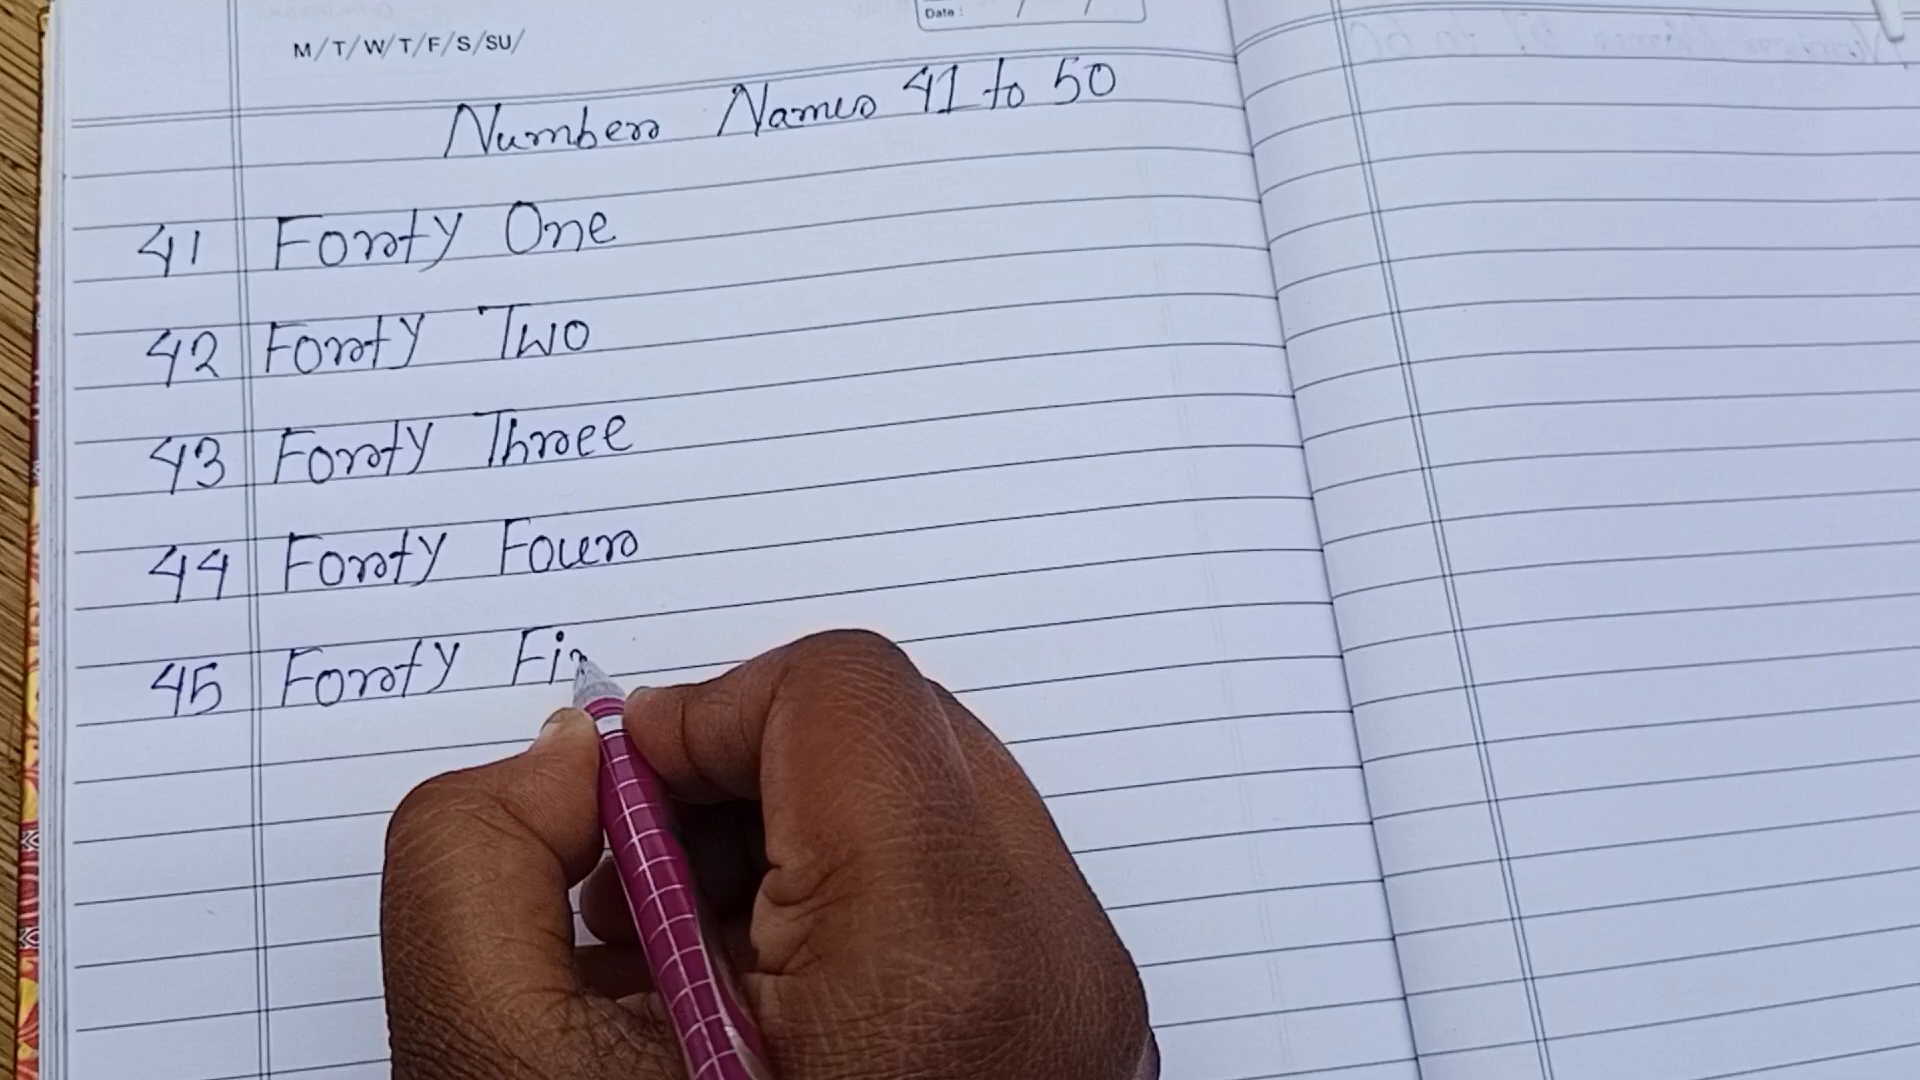 Date : / /
M/T/W/T/F/S/SU/
Number Names 41 to 50
41 Forty One
42 Forty Two
43 Forty Three
44 Forty Four
45 Forty Fi